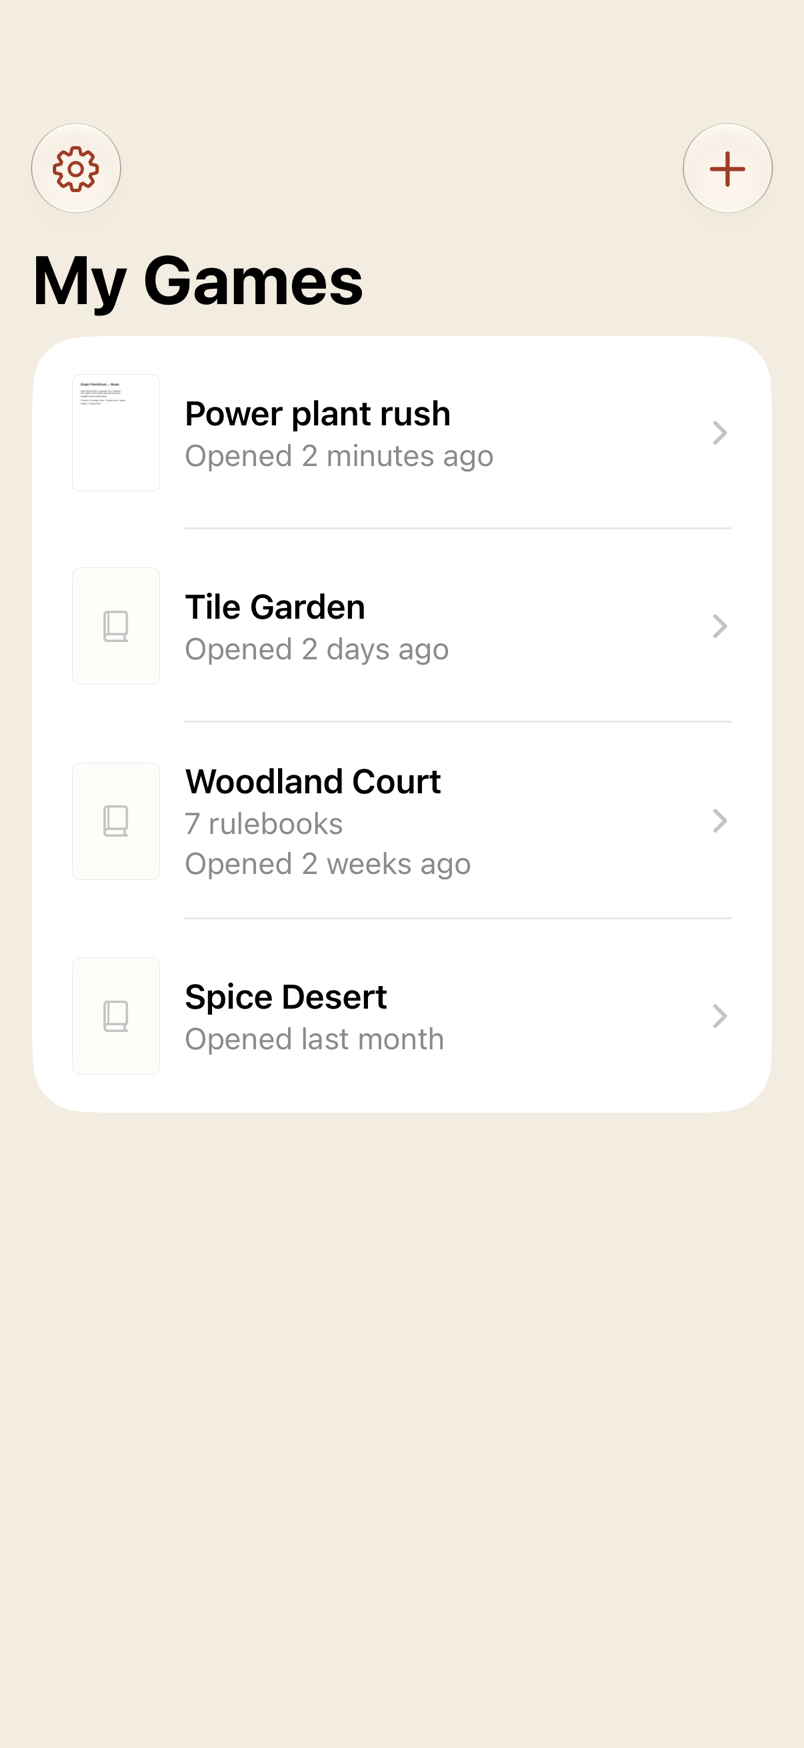 My Games
Power plant rush
Opened 2 minutes ago
Tile Garden
Opened 2 days ago
Woodland Court
7 rulebooks
Opened 2 weeks ago
Spice Desert
Opened last month